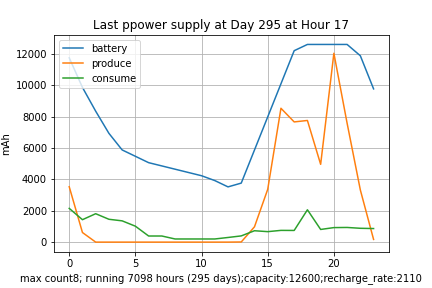 Last ppower supply at Day 295 at Hour 17
battery
produce
consume
12000
10000
8000
6000
4000
2000
0
mAh
0 5 10 15 20
max count8; running 7098 hours (295 days);capacity:12600;recharge_rate:2110